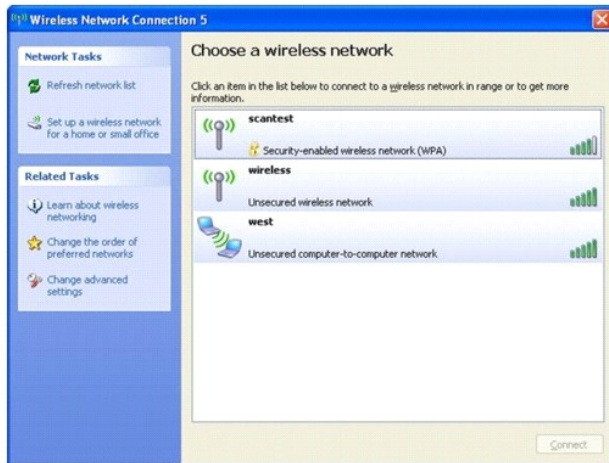 Wireless Network Connection 5
Network Tasks
Refresh network list
Set up a wireless network
for a home or small office
Related Tasks
Learn about wireless
networking
Change the order of
preferred networks
Change advanced
settings
Choose a wireless network
Click an item in the list below to connect to a wireless network in range or to get more
information.
scantest
Security-enabled wireless network (WPA)
wireless
Unsecured wireless network
west
Unsecured computer-to-computer network
Connect